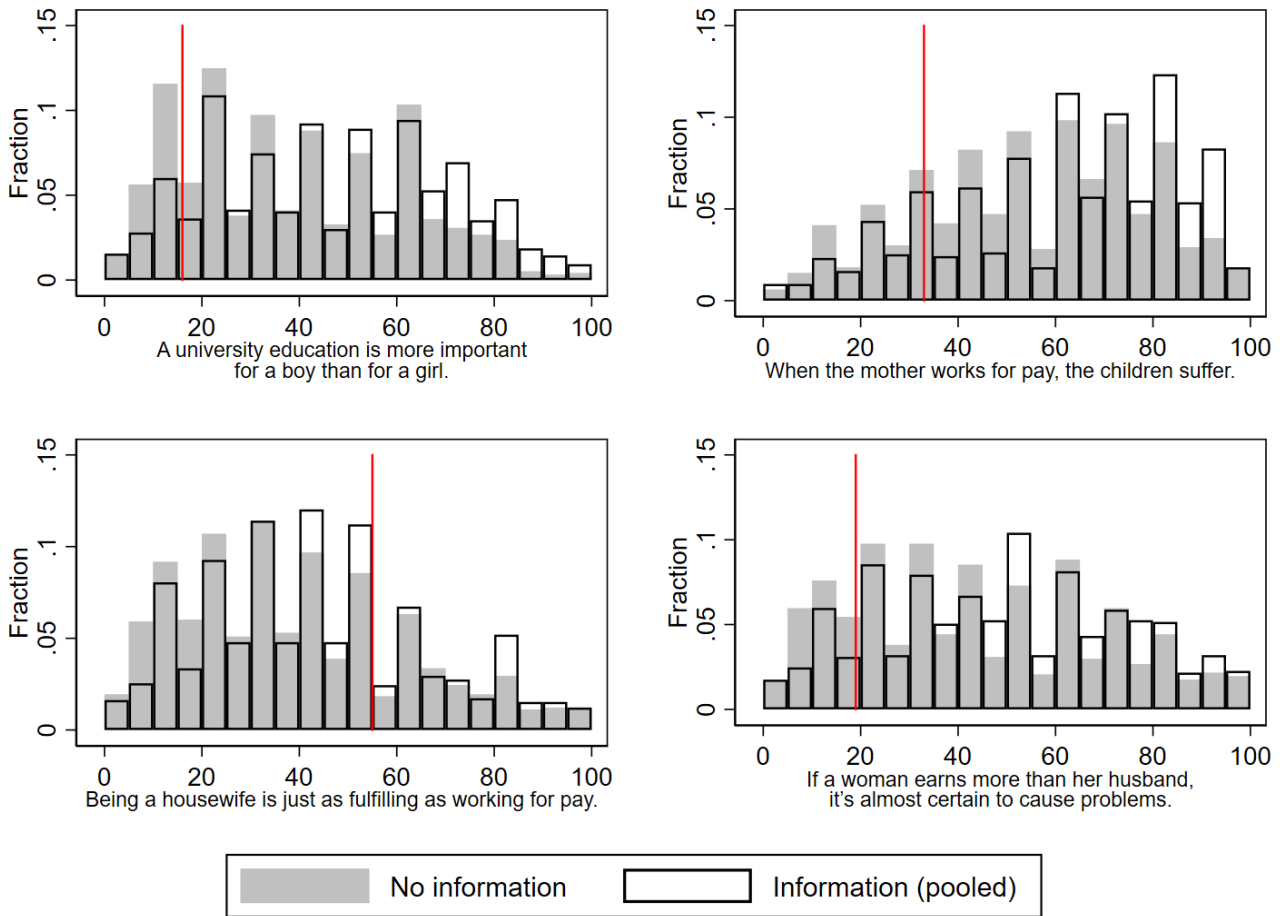 .15
.1
.05
0
Fraction
0 20 40 60 80 100
A university education is more important
for a boy than for a girl.
.15
.1
.05
0
Fraction
0 20 40 60 80 100
When the mother works for pay, the children suffer.
.15
.1
.05
0
Fraction
0 20 40 60 80 100
Being a housewife is just as fulfilling as working for pay.
.15
.1
.05
0
Fraction
0 20 40 60 80 100
If a woman earns more than her husband,
it’s almost certain to cause problems.
No information Information (pooled)